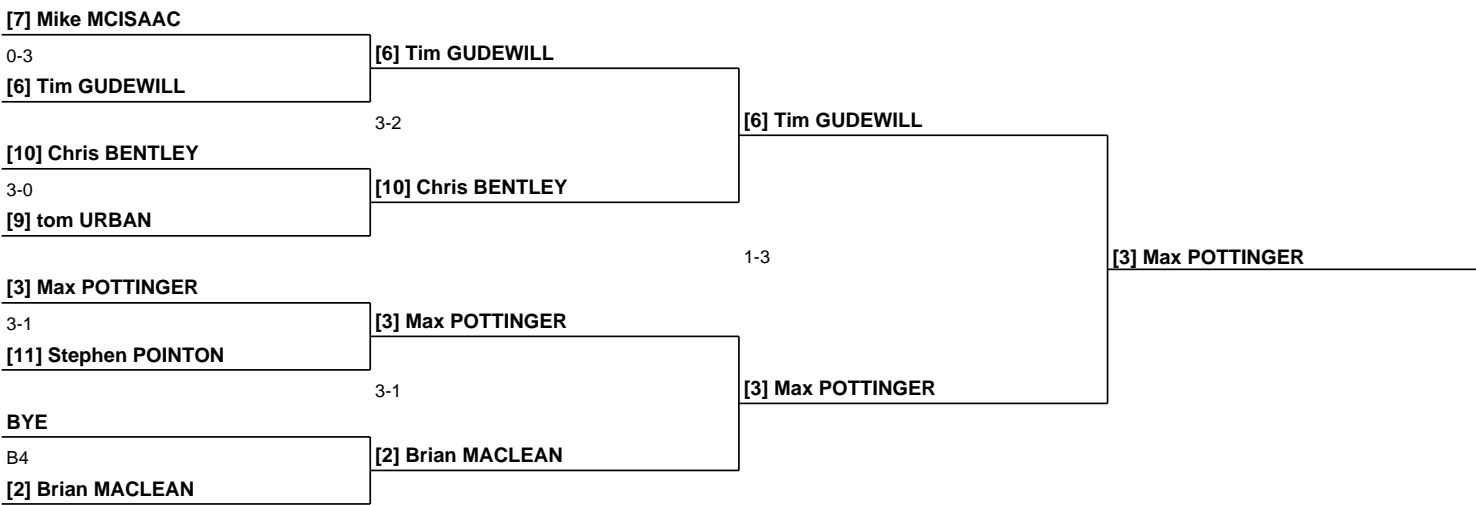 [7] Mike MCISAAC
0-3
[6] Tim GUDEWILL
[10] Chris BENTLEY
3-0
[9] tom URBAN
[3] Max POTTINGER
3-1
[11] Stephen POINTON
BYE
B4
[2] Brian MACLEAN
[6] Tim GUDEWILL
3-2
[10] Chris BENTLEY
[3] Max POTTINGER
3-1
[2] Brian MACLEAN
[6] Tim GUDEWILL
1-3
[3] Max POTTINGER
[3] Max POTTINGER